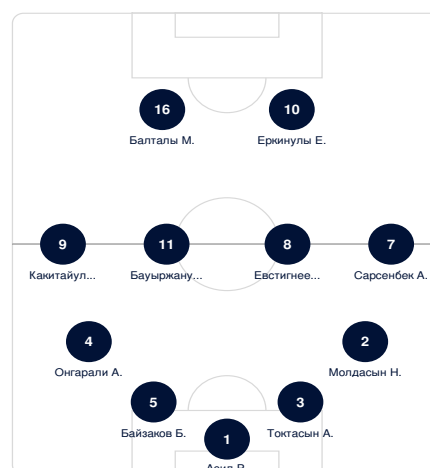 16
10
Балталы М.
Еркинулы Е.
9
11
8
7
Какитайул...
Бауыржану...
Евстигнее...
Сарсенбек А.
4
2
Онгарали А.
Молдасын Н.
5
3
Байзаков Б.
Токтасын А.
1